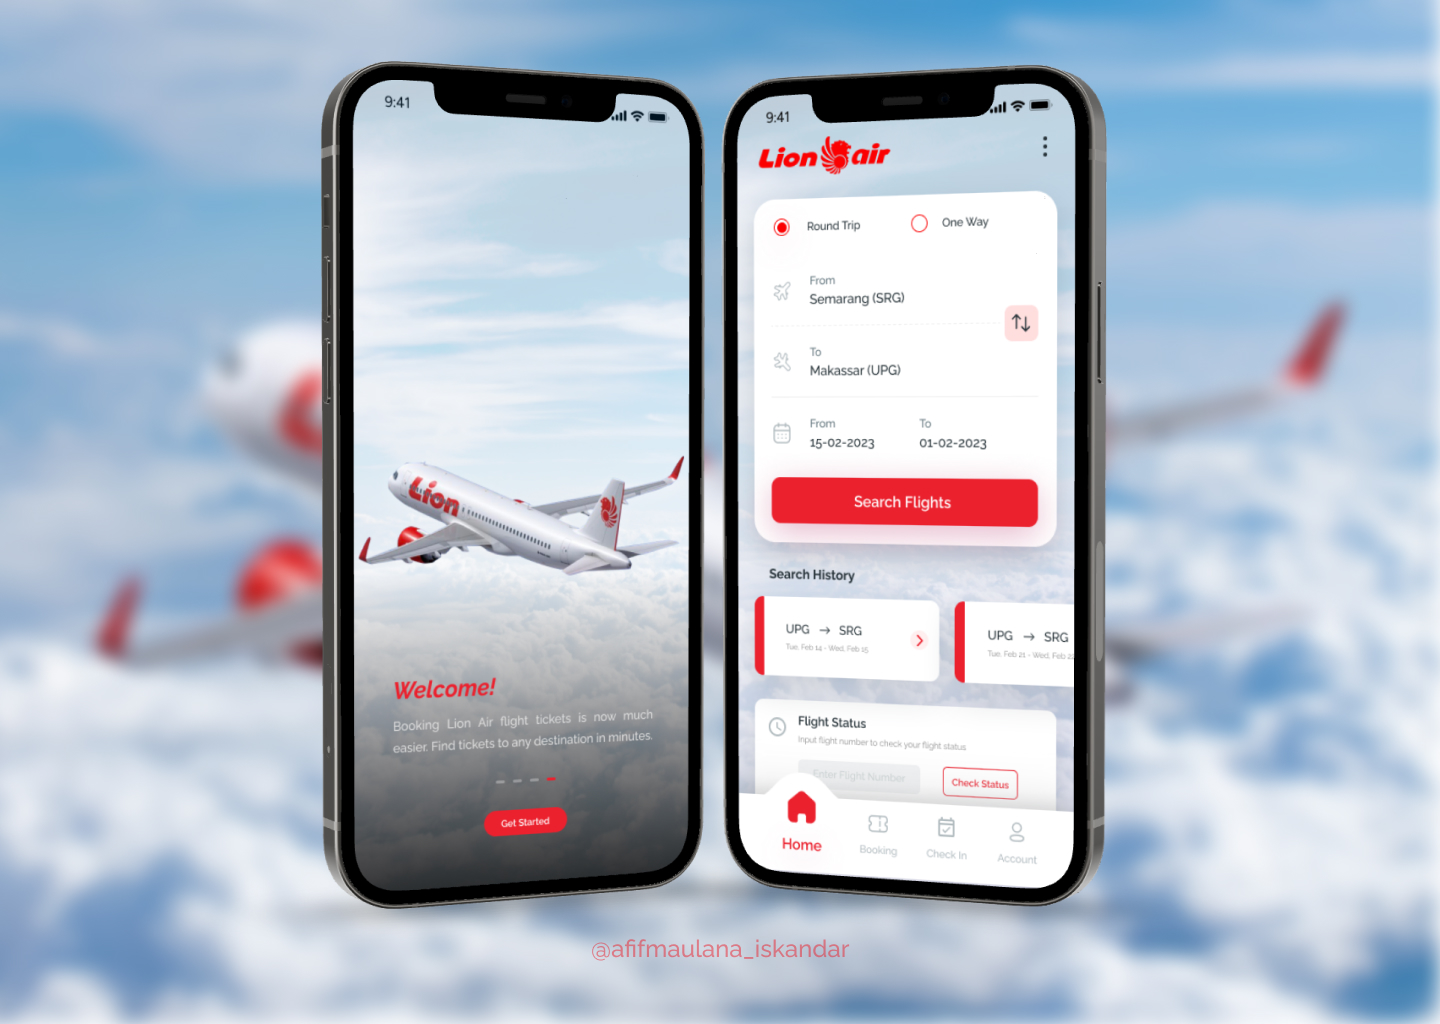 9:41
Lion
Welcome!
Booking Lion Air flight tickets is now much
easier. Find tickets to any destination in minutes.
Get Started
9:41
Lion air
Round Trip
One Way
From
Semarang (SRG)
To
Makassar (UPG)
From
To
15-02-2023
01-02-2023
Search Flights
Search History
UPG → SRG
Tue, Feb 14 - Wed, Feb 15
UPG → SRG
Tue, Feb 21 - Wed, Feb 22
Flight Status
Input flight number to check your flight status
Enter Flight Number
Check Status
Home
Booking
Check In
Account
@afifmaulana_iskandar